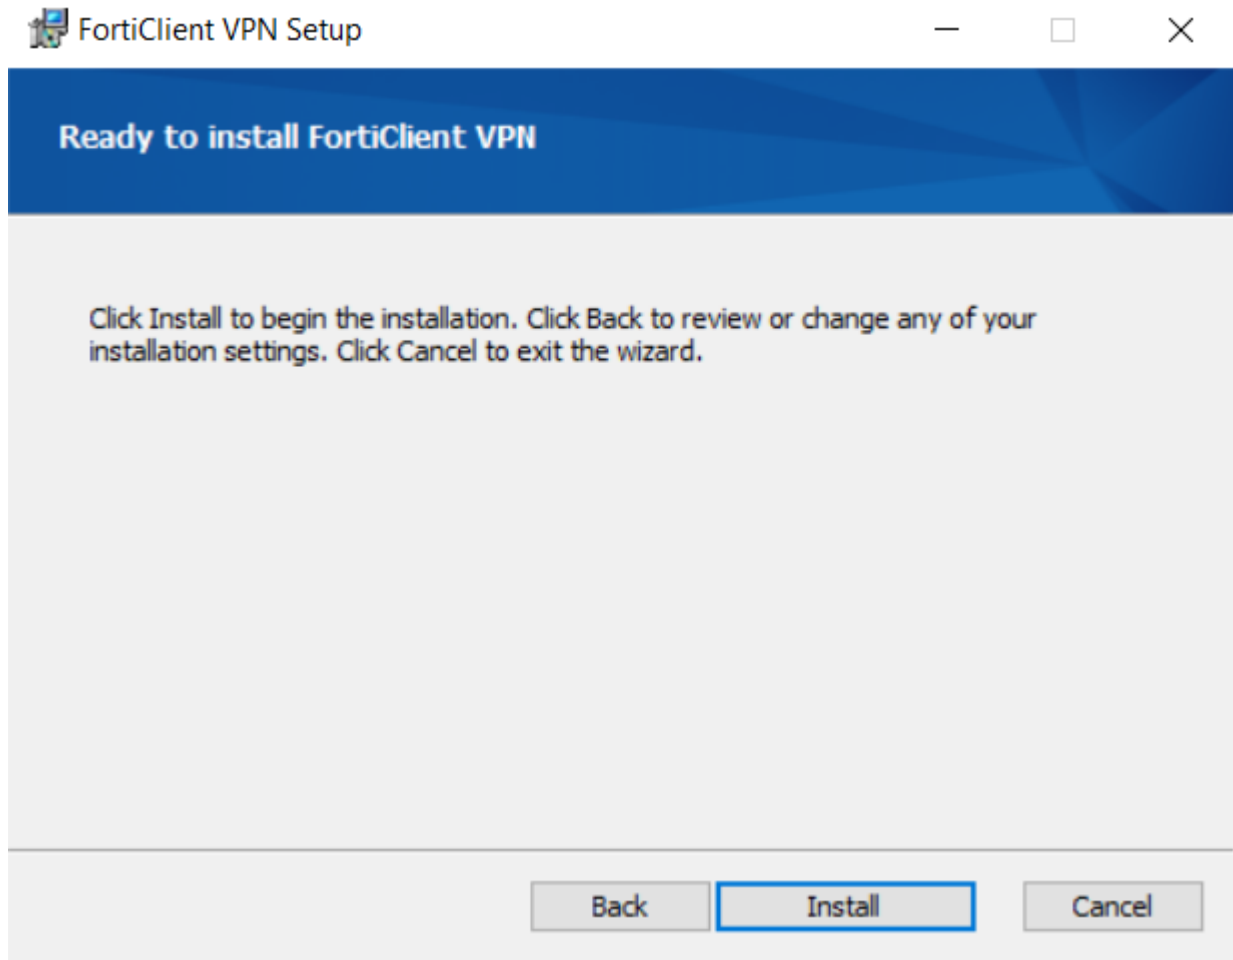 FortiClient VPN Setup
Ready to install FortiClient VPN
Click Install to begin the installation. Click Back to review or change any of your
installation settings. Click Cancel to exit the wizard.
Back
Install
Cancel